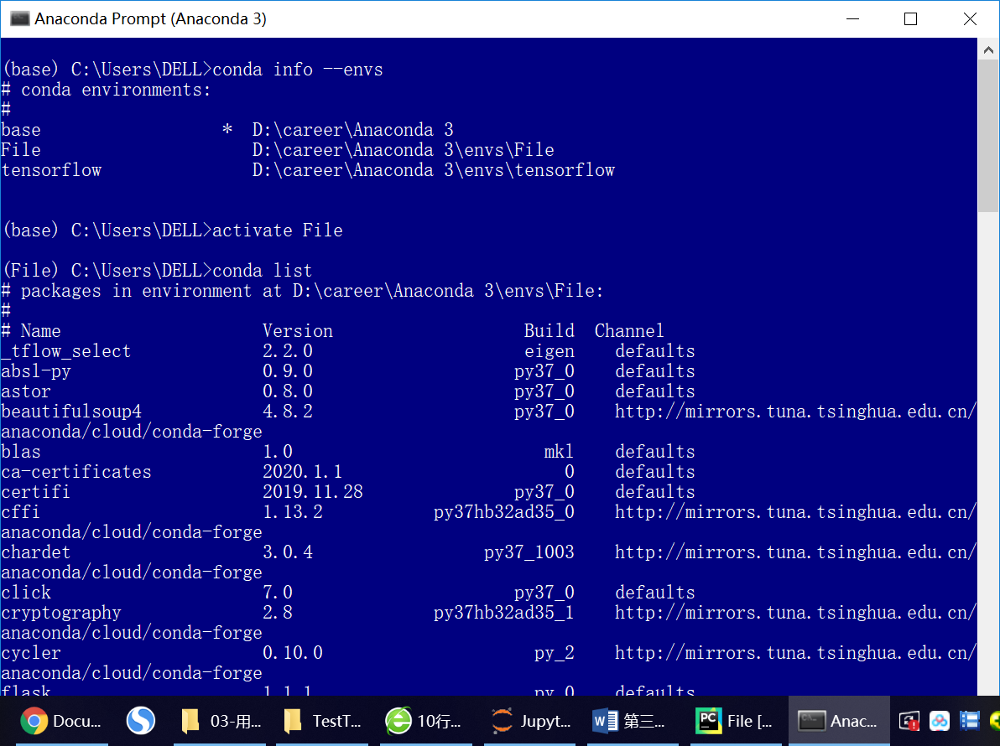 Anaconda Prompt (Anaconda 3)
(base) C:\Users\DELL>conda info --envs
# conda environments:
#
base * D:\career\Anaconda 3
File D:\career\Anaconda 3\envs\File
tensorflow D:\career\Anaconda 3\envs\tensorflow
(base) C:\Users\DELL>activate File
(File) C:\Users\DELL>conda list
# packages in environment at D:\career\Anaconda 3\envs\File:
#
# Name Version Build Channel
_tflow_select 2.2.0 eigen defaults
absl-py 0.9.0 py37_0 defaults
astor 0.8.0 py37_0 defaults
beautifulsoup4 4.8.2 py37_0 http://mirrors.tuna.tsinghua.edu.cn/
anaconda/cloud/conda-forge
blas 1.0 mkl defaults
ca-certificates 2020.1.1 0 defaults
certifi 2019.11.28 py37_0 defaults
cffi 1.13.2 py37hb32ad35_0 http://mirrors.tuna.tsinghua.edu.cn/
anaconda/cloud/conda-forge
chardet 3.0.4 py37_1003 http://mirrors.tuna.tsinghua.edu.cn/
anaconda/cloud/conda-forge
click 7.0 py37_0 defaults
cryptography 2.8 py37hb32ad35_1 http://mirrors.tuna.tsinghua.edu.cn/
anaconda/cloud/conda-forge
cycler 0.10.0 py_2 http://mirrors.tuna.tsinghua.edu.cn/
anaconda/cloud/conda-forge
flask 1.1.1 py_0 defaults
Docu... 03-用... TestT... 10行... Jupyt... W 第三... PC File [... Anac...